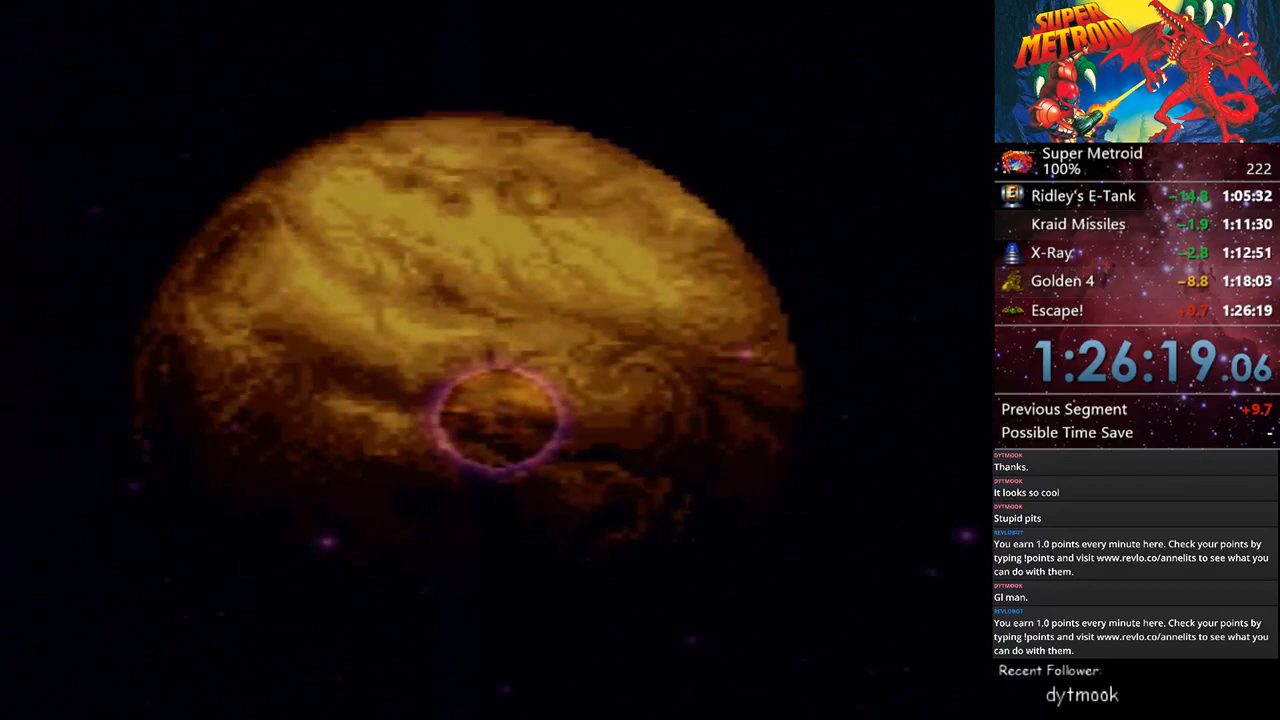 SUPER
METROID
Super Metroid
100% 222
Ridley's E-Tank -14.8 1:05:32
Kraid Missiles -1.9 1:11:30
X-Ray -2.8 1:12:51
Golden 4 -8.8 1:18:03
Escape! +9.7 1:26:19
1:26:19.06
Previous Segment +9.7
Possible Time Save -
DYTMOOK
Thanks.
DYTMOOK
It looks so cool
DYTMOOK
Stupid pits
REVLOBOT
You earn 1.0 points every minute here. Check your points by
typing !points and visit www.revlo.co/annelits to see what you
can do with them.
DYTMOOK
Gl man.
REVLOBOT
You earn 1.0 points every minute here. Check your points by
typing !points and visit www.revlo.co/annelits to see what you
can do with them.
Recent Follower:
dytmook